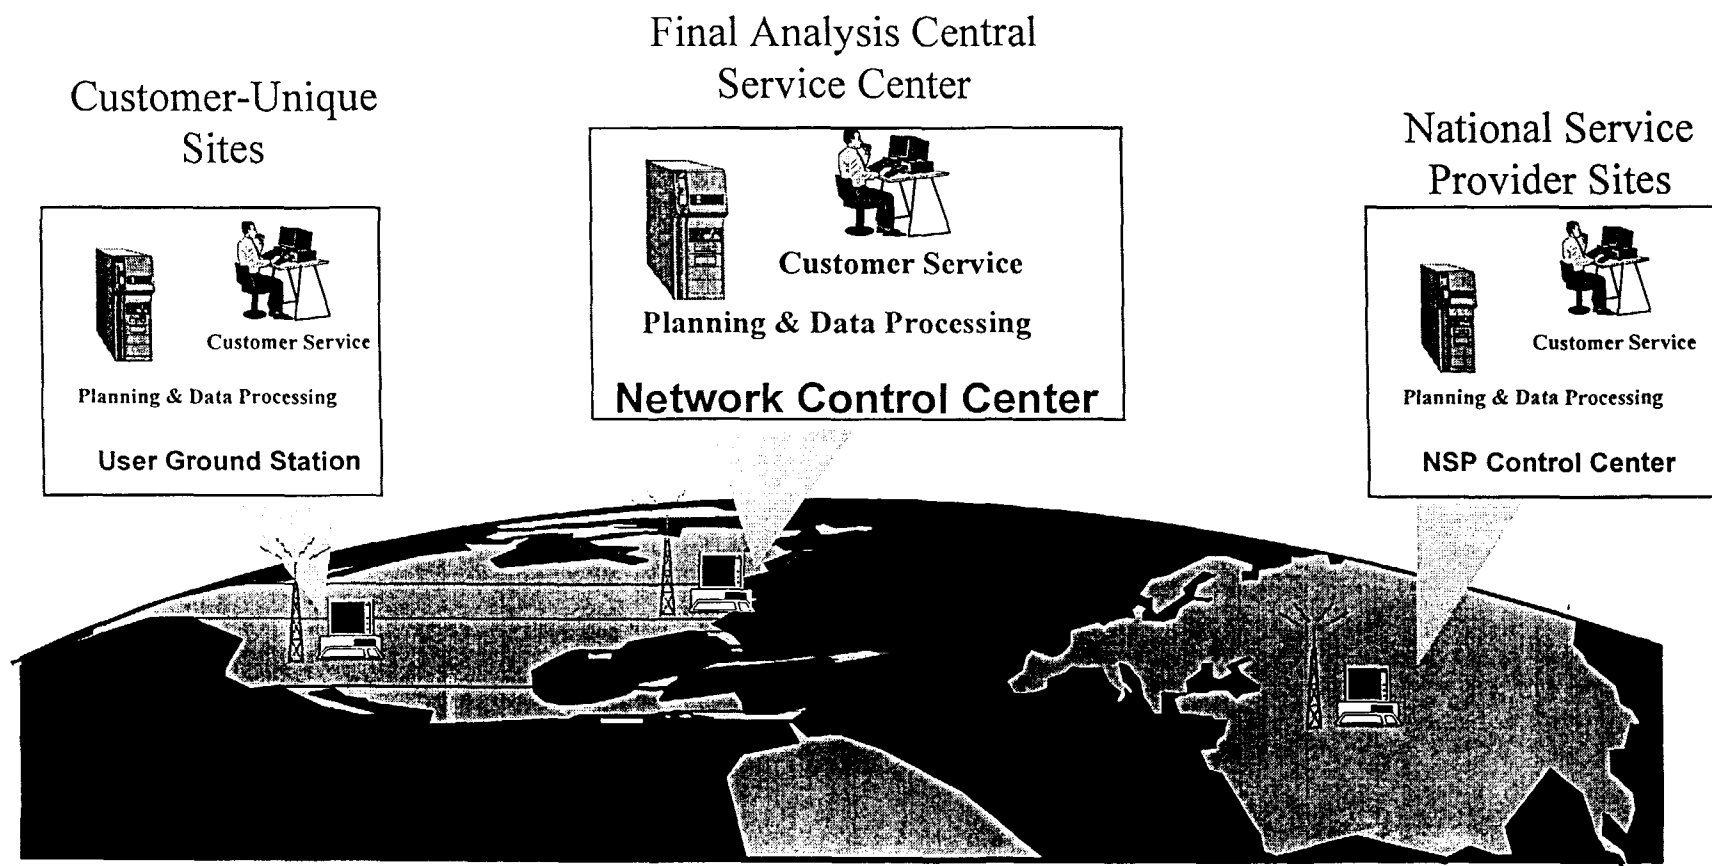 Final Analysis Central
Service Center
Customer-Unique
Sites
National Service
Provider Sites
Customer Service
Planning & Data Processing
User Ground Station
Customer Service
Planning & Data Processing
Network Control Center
Customer Service
Planning & Data Processing
NSP Control Center